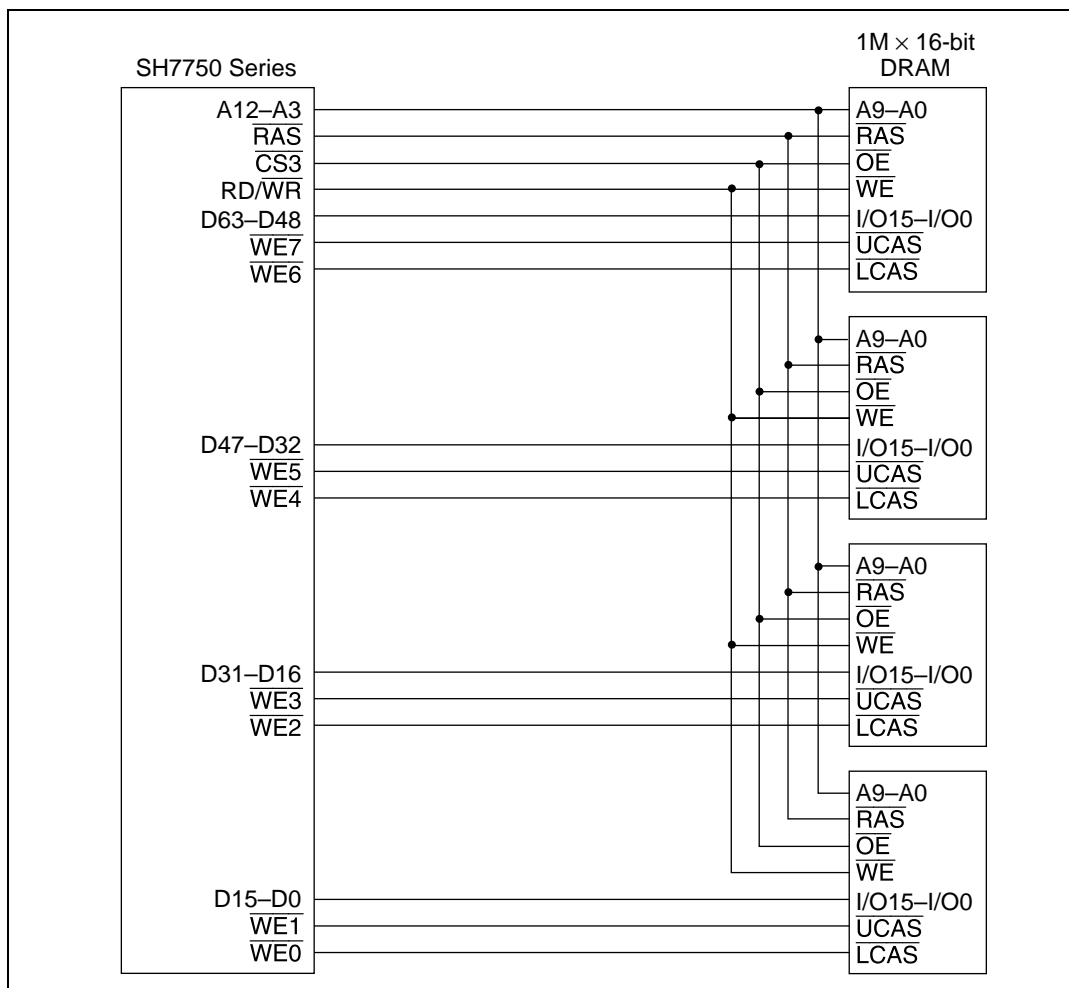 SH7750 Series
1M × 16-bit
DRAM
A12–A3
RAS
CS3
RD/WR
D63–D48
WE7
WE6
D47–D32
WE5
WE4
D31–D16
WE3
WE2
D15–D0
WE1
WE0
A9–A0
RAS
OE
WE
I/O15–I/O0
UCAS
LCAS
A9–A0
RAS
OE
WE
I/O15–I/O0
UCAS
LCAS
A9–A0
RAS
OE
WE
I/O15–I/O0
UCAS
LCAS
A9–A0
RAS
OE
WE
I/O15–I/O0
UCAS
LCAS